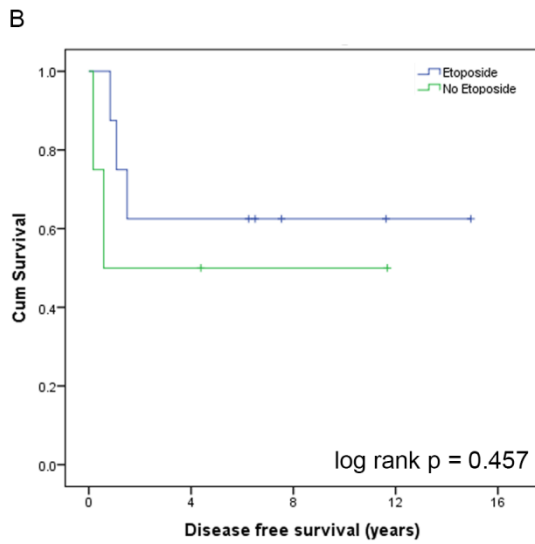 B
Etoposide
No Etoposide
1.0
0.8
0.6
0.4
0.2
0.0
Cum Survival
log rank p = 0.457
0 4 8 12 16
Disease free survival (years)